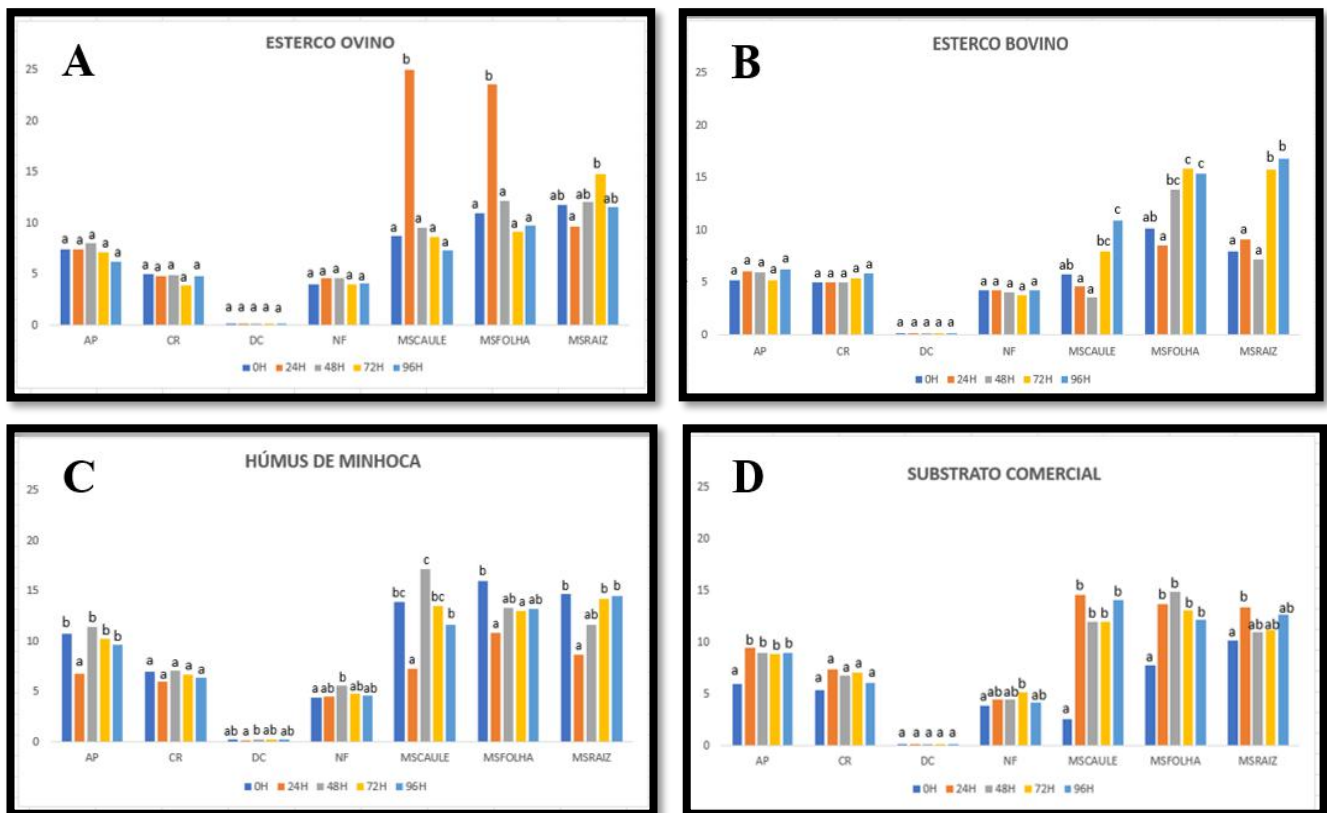 A
ESTERCO OVINO
25
20
15
10
5
0
a a a a a
a a a a a
a a a a a
a a a a a
a b a a a
a b a a a
ab a ab b ab
AP CR DC NF MSCAULE MSFOLHA MSRAIZ
0H 24H 48H 72H 96H
B
ESTERCO BOVINO
25
20
15
10
5
0
a a a a a
a a a a a
a a a a a
a a a a a
ab a a bc c
ab a bc c c
a a a b b
AP CR DC NF MSCAULE MSFOLHA MSRAIZ
0H 24H 48H 72H 96H
C
HÚMUS DE MINHOCA
25
20
15
10
5
0
b a b b b
a a a a a
ab a b ab ab
a ab b ab ab
bc a c bc b
b a ab a ab
b a ab b b
AP CR DC NF MSCAULE MSFOLHA MSRAIZ
0H 24H 48H 72H 96H
D
SUBSTRATO COMERCIAL
25
20
15
10
5
0
a b b b b
a a a a a
a a a a a
a ab ab b ab
a b b b b
a b b b b
a b ab ab ab
AP CR DC NF MSCAULE MSFOLHA MSRAIZ
0H 24H 48H 72H 96H